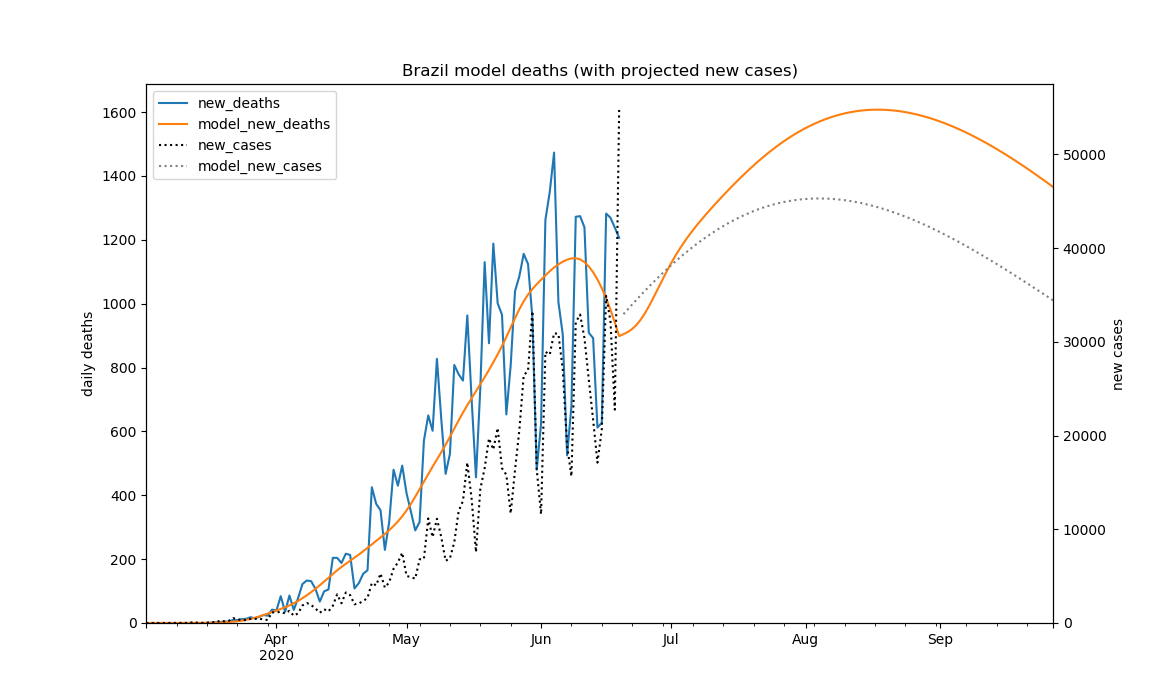 Brazil model deaths (with projected new cases)
new_deaths
model_new_deaths
new_cases
model_new_cases
1600
1400
1200
1000
800
600
400
200
0
daily deaths
50000
40000
30000
20000
10000
0
new cases
Apr
2020
May
Jun
Jul
Aug
Sep